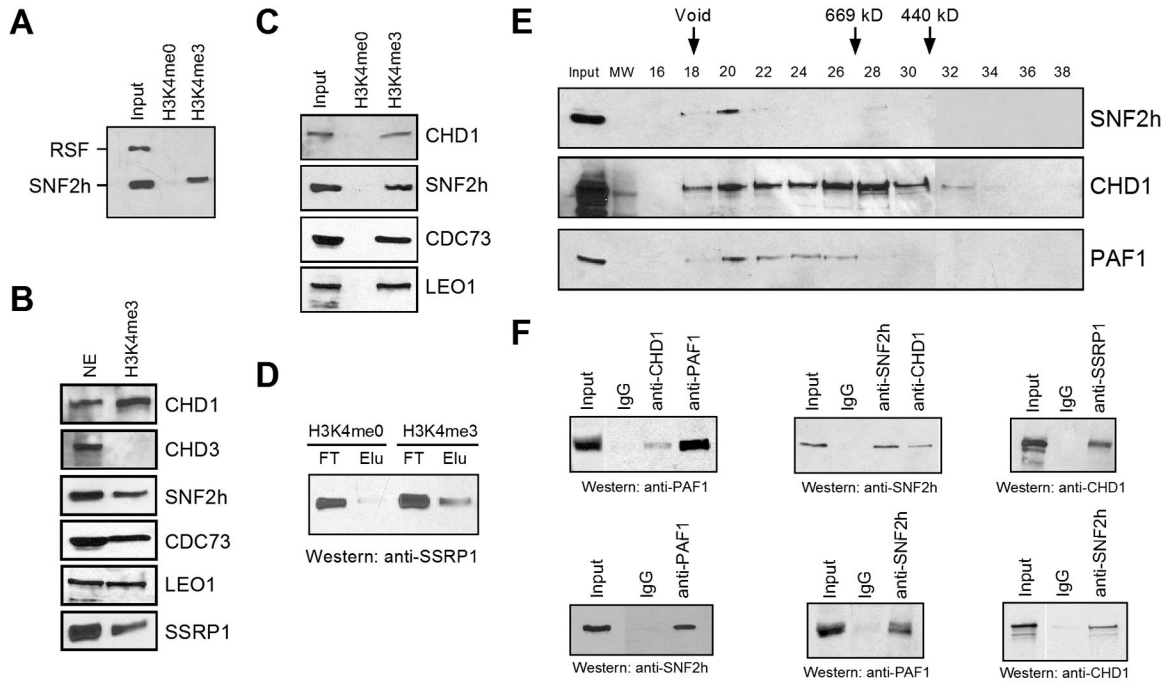 A
Input
H3K4me0
H3K4me3
RSF
SNF2h
B
NE
H3K4me3
CHD1
CHD3
SNF2h
CDC73
LEO1
SSRP1
C
Input
H3K4me0
H3K4me3
CHD1
SNF2h
CDC73
LEO1
D
H3K4me0 H3K4me3
FT Elu FT Elu
Western: anti-SSRP1
E
Void 669 kD 440 kD
Input MW 16 18 20 22 24 26 28 30 32 34 36 38
SNF2h
CHD1
PAF1
F
Input
IgG
anti-CHD1
anti-PAF1
Western: anti-PAF1
Input
IgG
anti-SNF2h
anti-CHD1
Western: anti-SNF2h
Input
IgG
anti-SSRP1
Western: anti-CHD1
Input
IgG
anti-PAF1
Western: anti-SNF2h
Input
IgG
anti-SNF2h
Western: anti-PAF1
Input
IgG
anti-SNF2h
Western: anti-CHD1